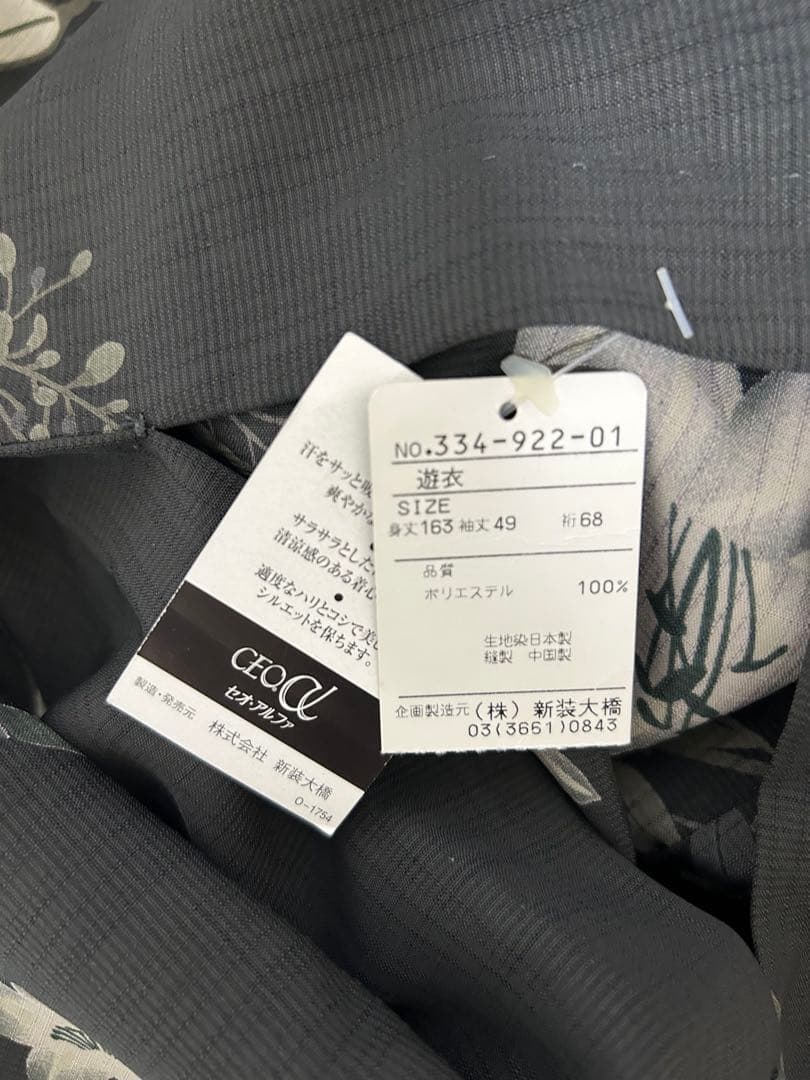 汗をサッと吸
爽やかな
サラサラとした
清涼感のある着心
適度なハリとコシで美し
シルエットを保ちます。
CEO.α
セオ・アルファ
製造・発売元
株式会社 新装大橋
O-1754
NO.334-922-01
遊衣
SIZE
身丈163 袖丈49 裄68
品質
ポリエステル 100%
生地染日本製
縫製 中国製
企画製造元 (株) 新装大橋
03(3651)0843